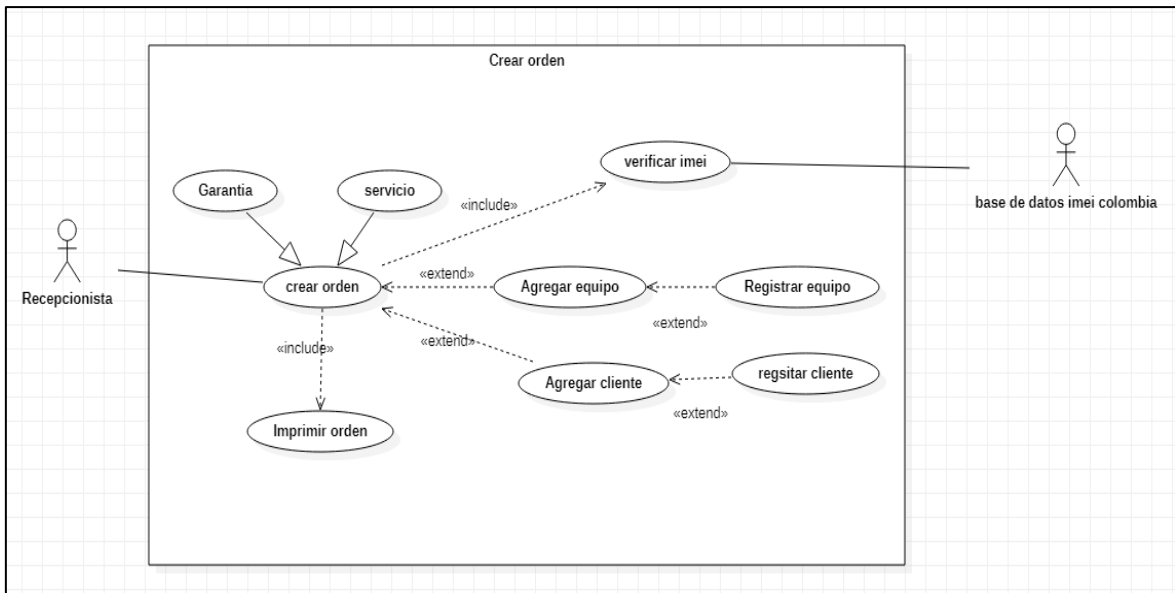 Crear orden
verificar imei
base de datos imei colombia
Garantia
servicio
«include»
Recepcionista
crear orden
«extend»
Agregar equipo
Registrar equipo
«extend»
«include»
«extend»
Agregar cliente
regsitar cliente
«extend»
Imprimir orden